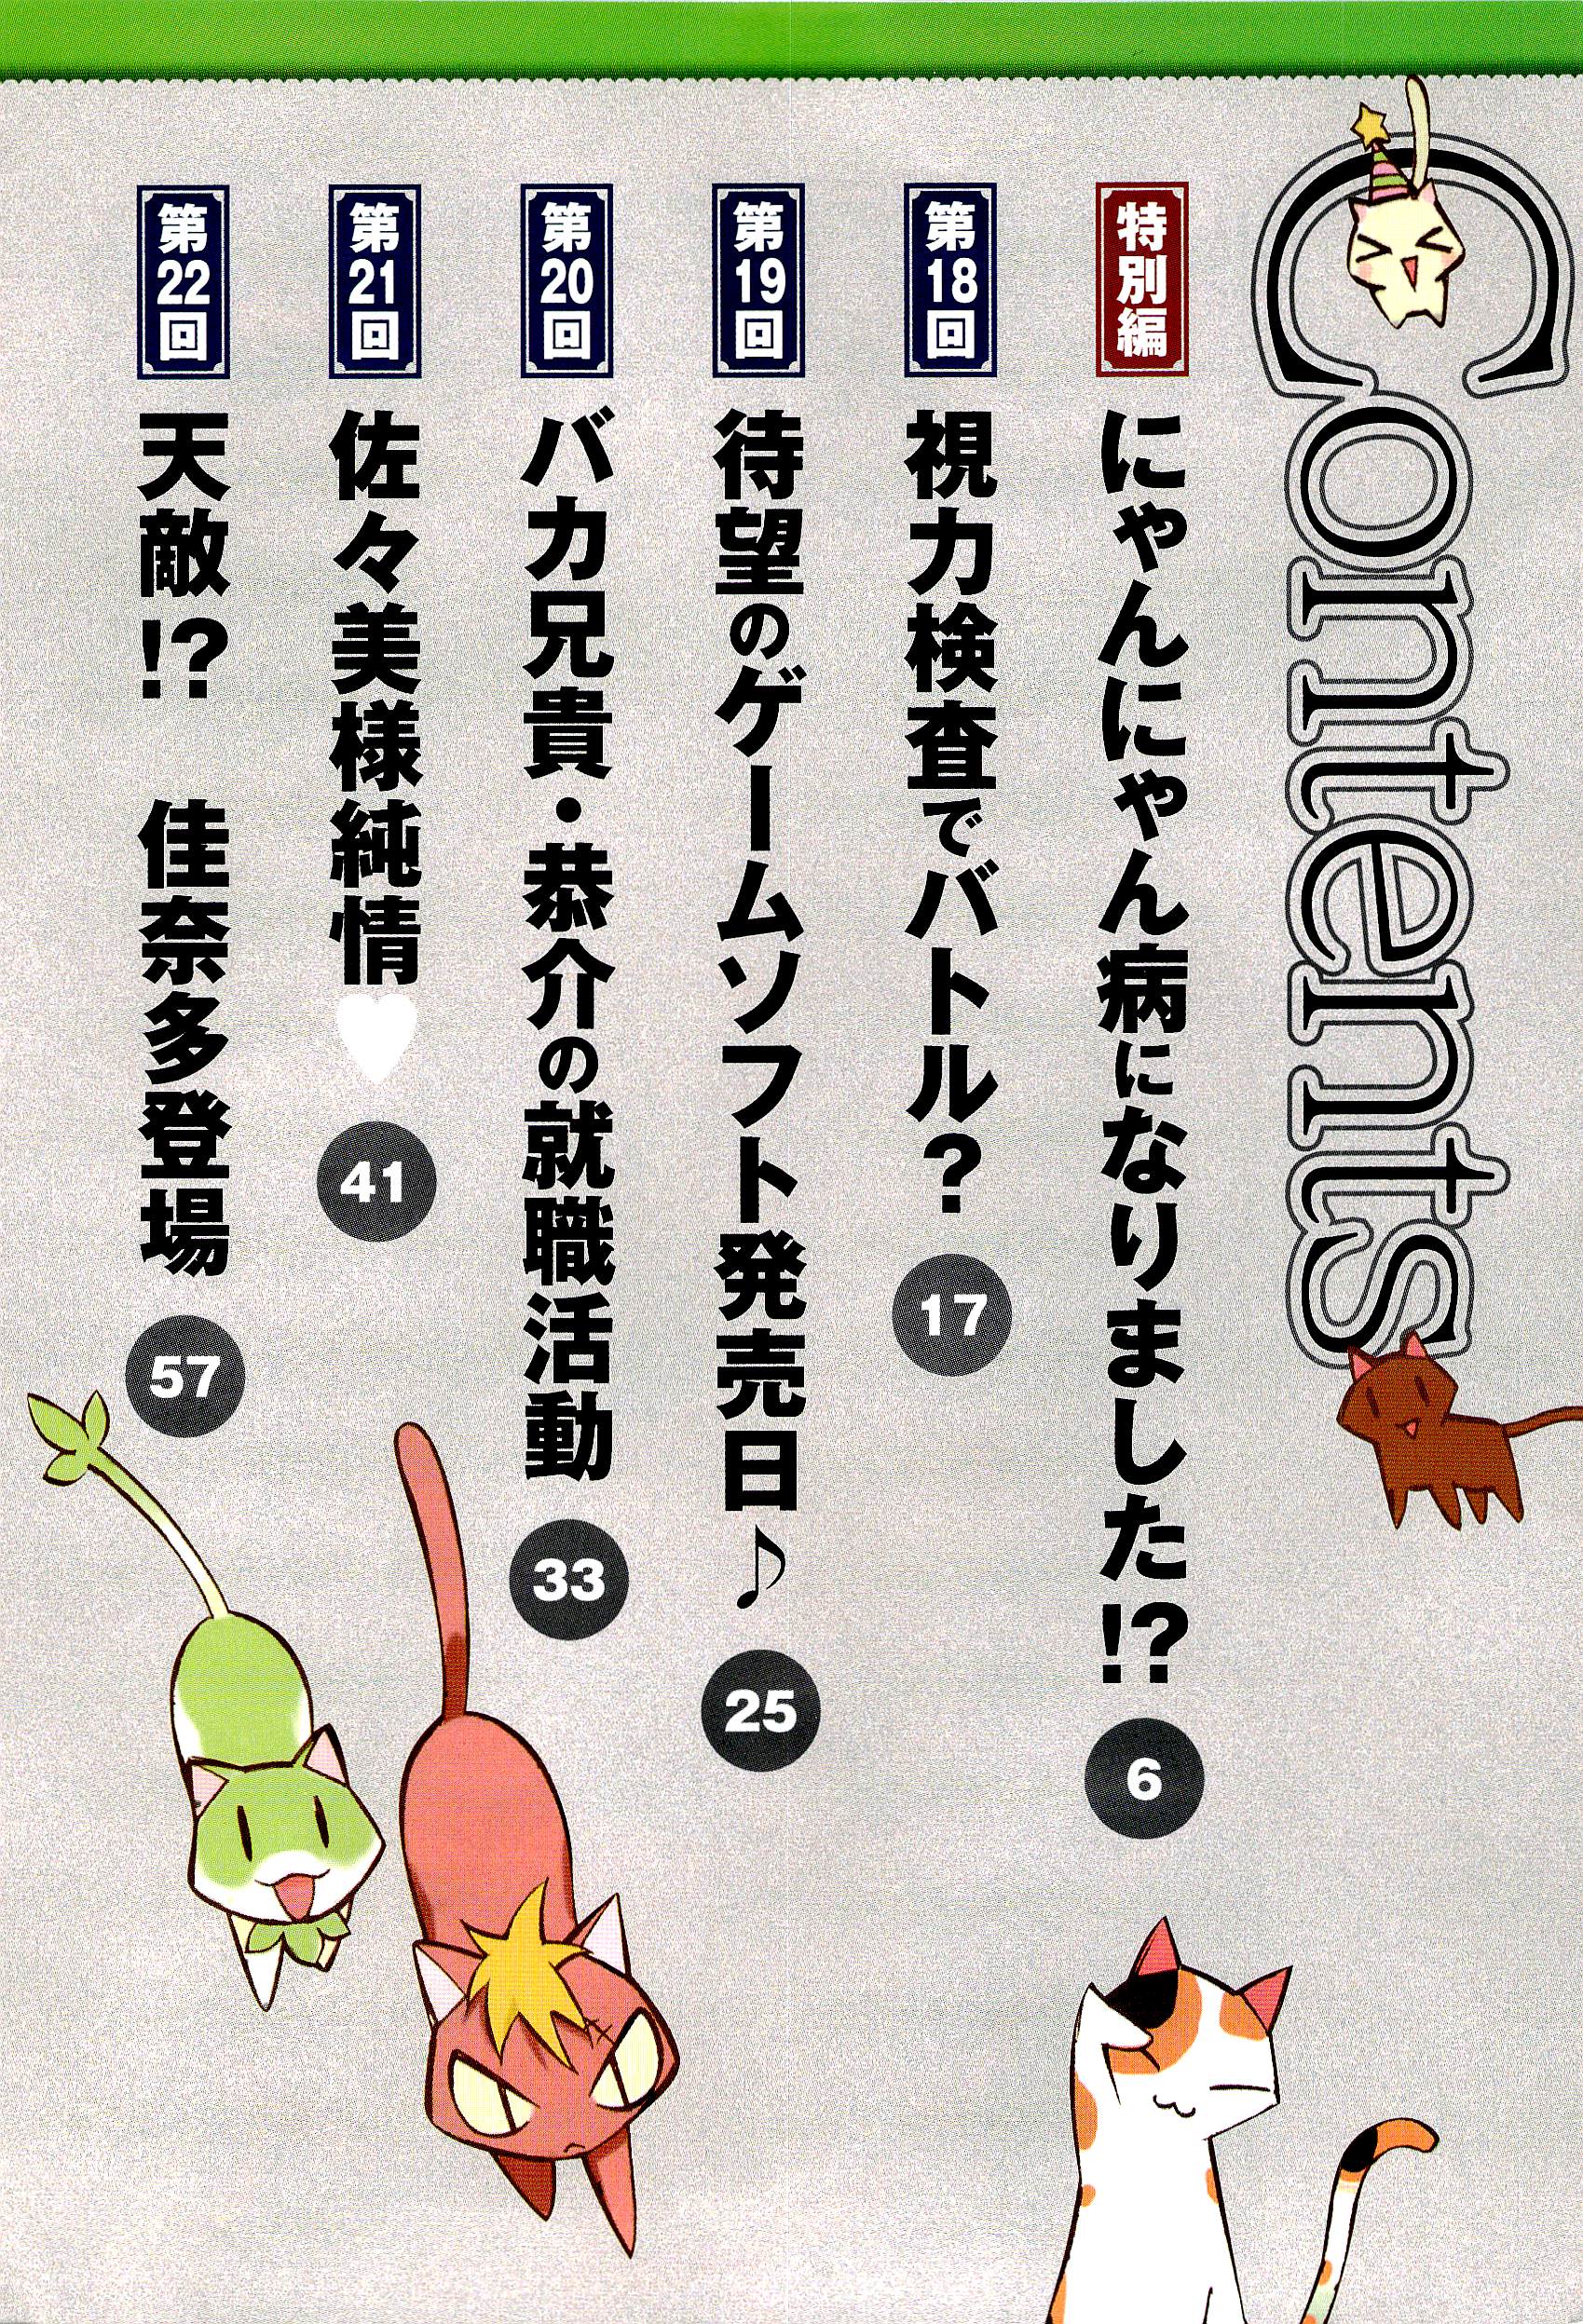 Contents
特別編 にゃんにゃん病になりました!? 6
第18回 視力検査でバトル? 17
第19回 待望のゲームソフト発売日♪ 25
第20回 バカ兄貴・恭介の就職活動 33
第21回 佐々美様純情♥ 41
第22回 天敵!? 佳奈多登場 57